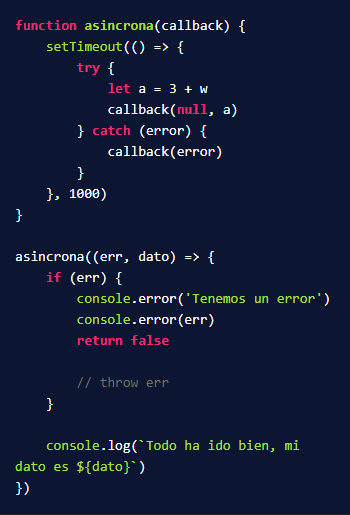 function asincrona(callback) {
    setTimeout(() => {
        try {
            let a = 3 + w
            callback(null, a)
        } catch (error) {
            callback(error)
        }
    }, 1000)
}

asincrona((err, dato) => {
    if (err) {
        console.error('Tenemos un error')
        console.error(err)
        return false

        // throw err
    }

    console.log(`Todo ha ido bien, mi
dato es ${dato}`)
})